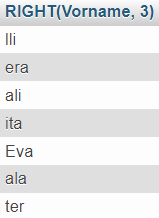 RIGHT(Vorname, 3)
lli
era
ali
ita
Eva
ala
ter